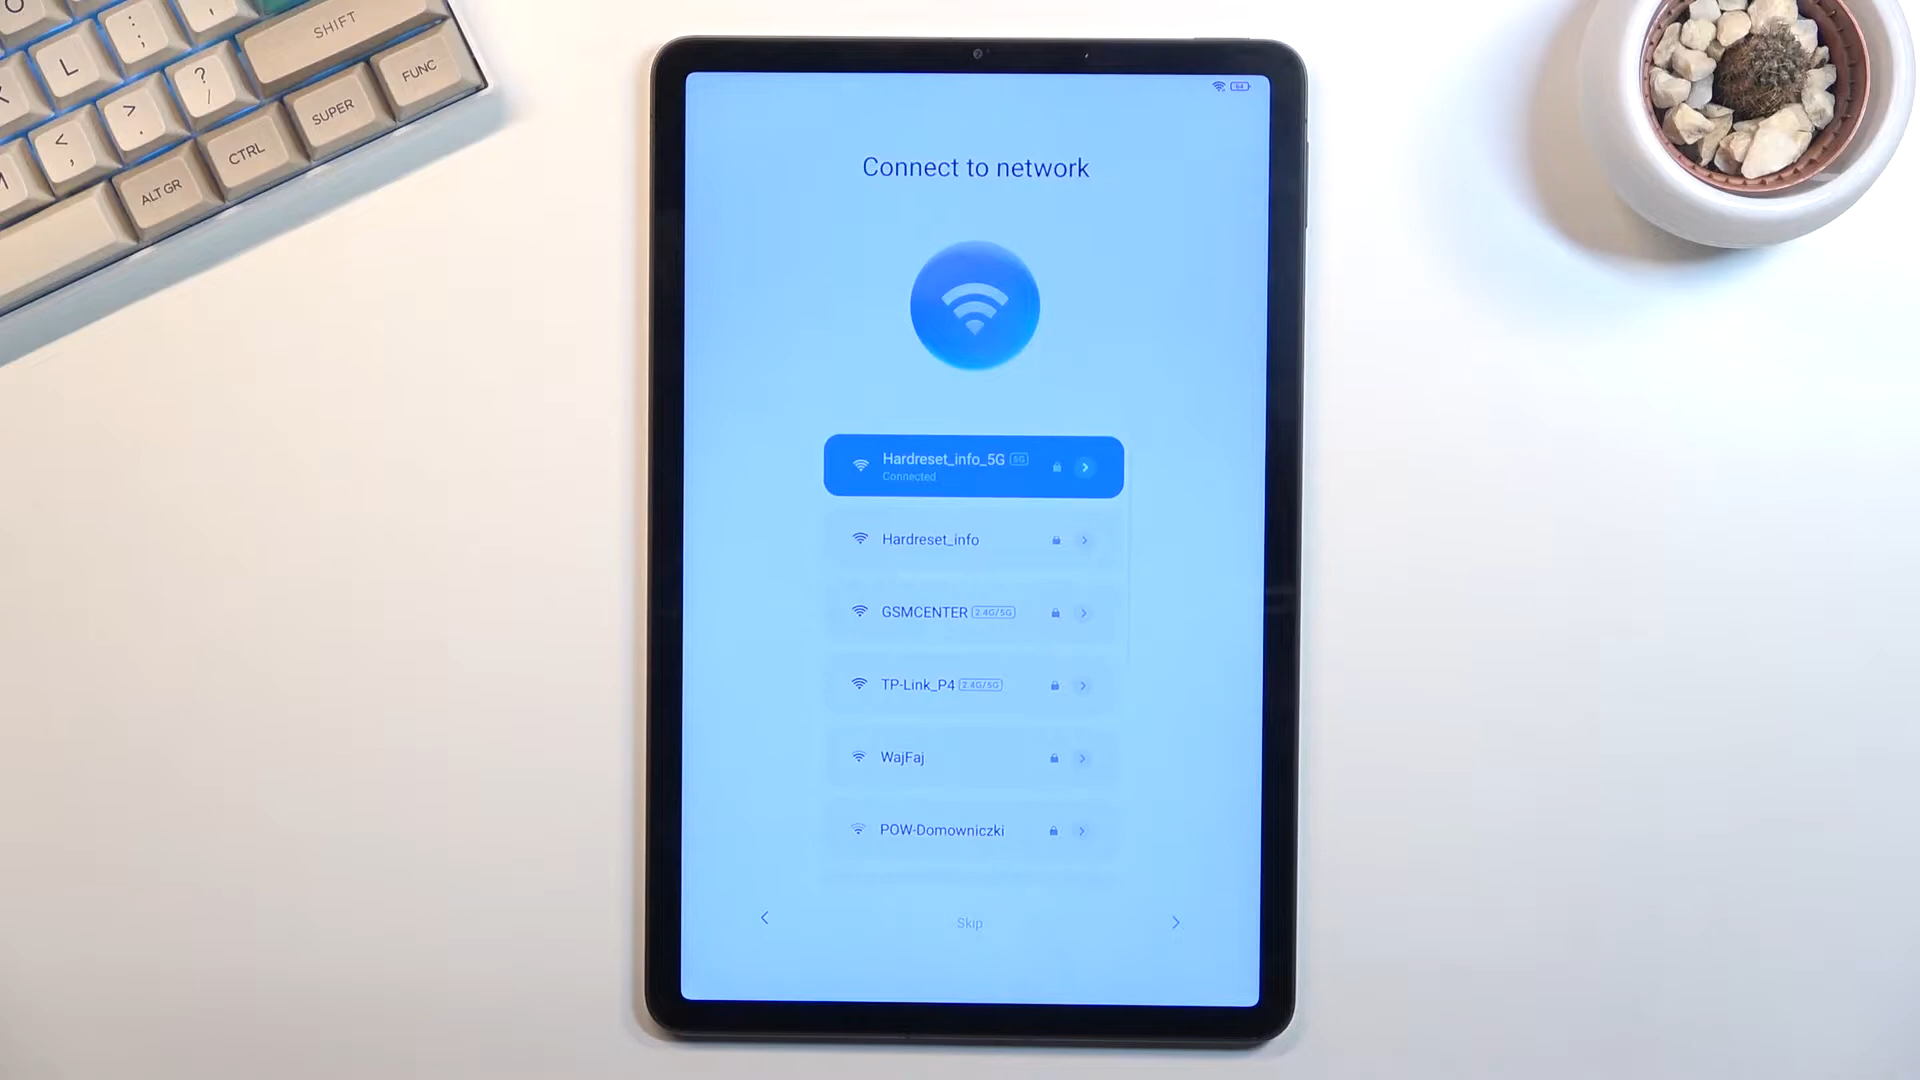 L
:
;
SHIFT
?
/
FUNC
>
.
SUPER
<
,
CTRL
ALT GR
64
Connect to network
Hardreset_info_5G 5G
Connected
Hardreset_info
GSMCENTER 2.4G/5G
TP-Link_P4 2.4G/5G
WajFaj
POW-Domowniczki
Skip